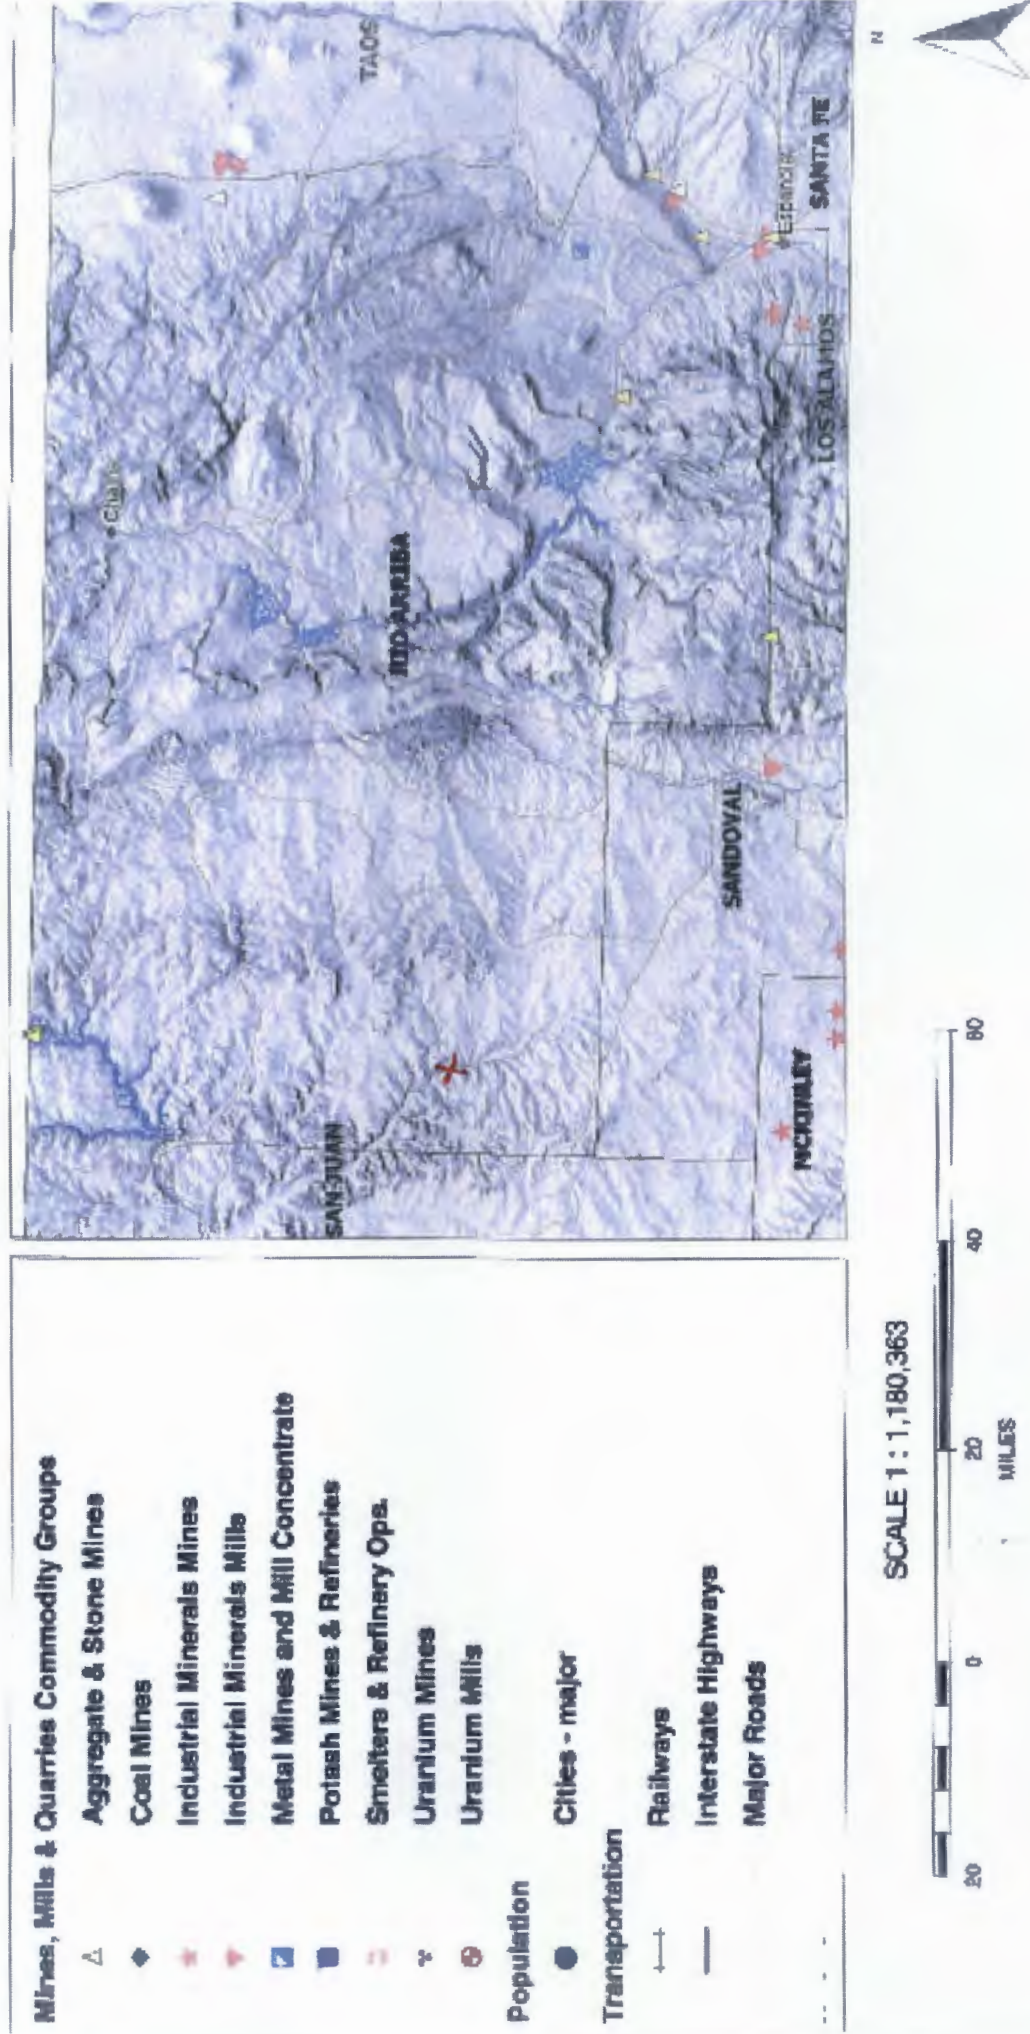 Mines, Mills & Quarries Commodity Groups
Aggregate & Stone Mines
Coal Mines
Industrial Minerals Mines
Industrial Minerals Mills
Metal Mines and Mill Concentrate
Potash Mines & Refineries
Smelters & Refinery Ops.
Uranium Mines
Uranium Mills
Population
Cities - major
Transportation
Railways
Interstate Highways
Major Roads
TAOS
Chama
RIO ARRIBA
SAN JUAN
Espanola
SANTA FE
LOS ALAMOS
SANDOVAL
MCKINLEY
SCALE 1 : 1,180,363
20 0 20 40 60
MILES
N